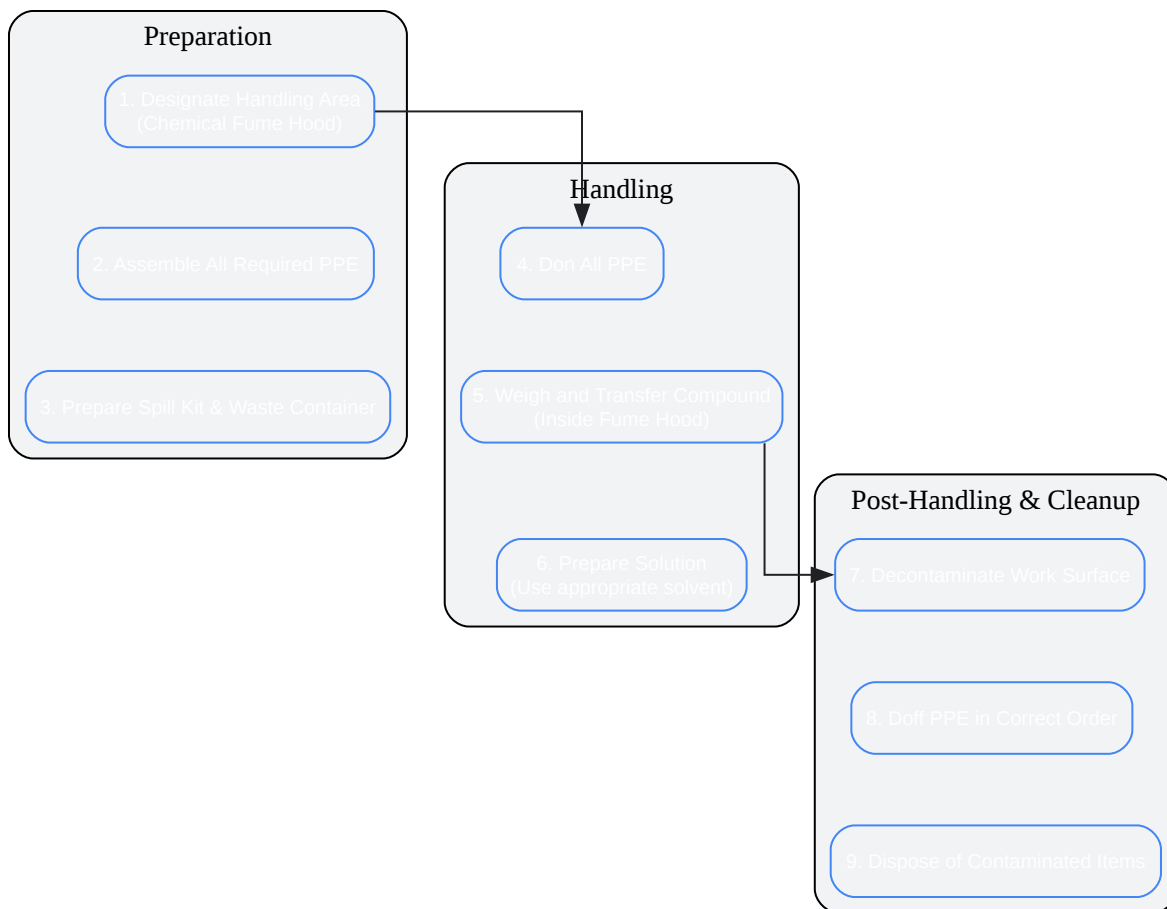 Preparation
1. Designate Handling Area
(Chemical Fume Hood)
2. Assemble All Required PPE
3. Prepare Spill Kit & Waste Container
Handling
4. Don All PPE
5. Weigh and Transfer Compound
(Inside Fume Hood)
6. Prepare Solution
(Use appropriate solvent)
Post-Handling & Cleanup
7. Decontaminate Work Surface
8. Doff PPE in Correct Order
9. Dispose of Contaminated Items